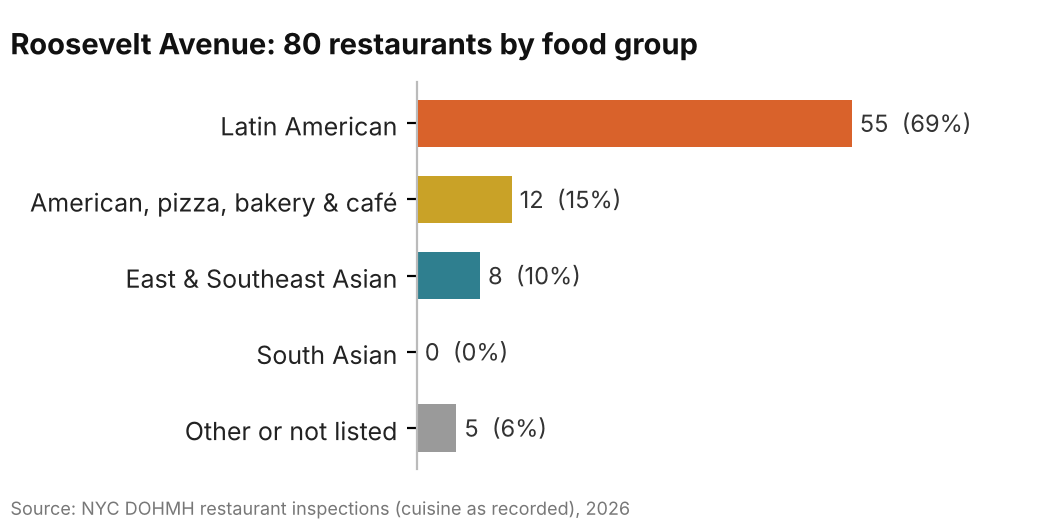 Roosevelt Avenue: 80 restaurants by food group
Latin American 55 (69%)
American, pizza, bakery & café 12 (15%)
East & Southeast Asian 8 (10%)
South Asian 0 (0%)
Other or not listed 5 (6%)
Source: NYC DOHMH restaurant inspections (cuisine as recorded), 2026